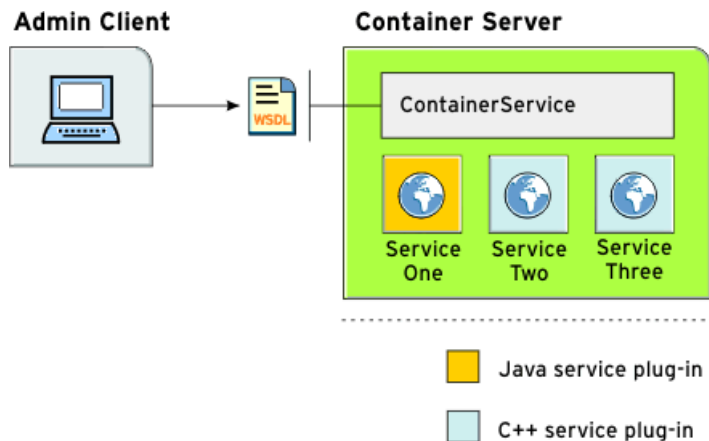 Admin Client
Container Server
WSDL
ContainerService
Service
One
Service
Two
Service
Three
Java service plug-in
C++ service plug-in